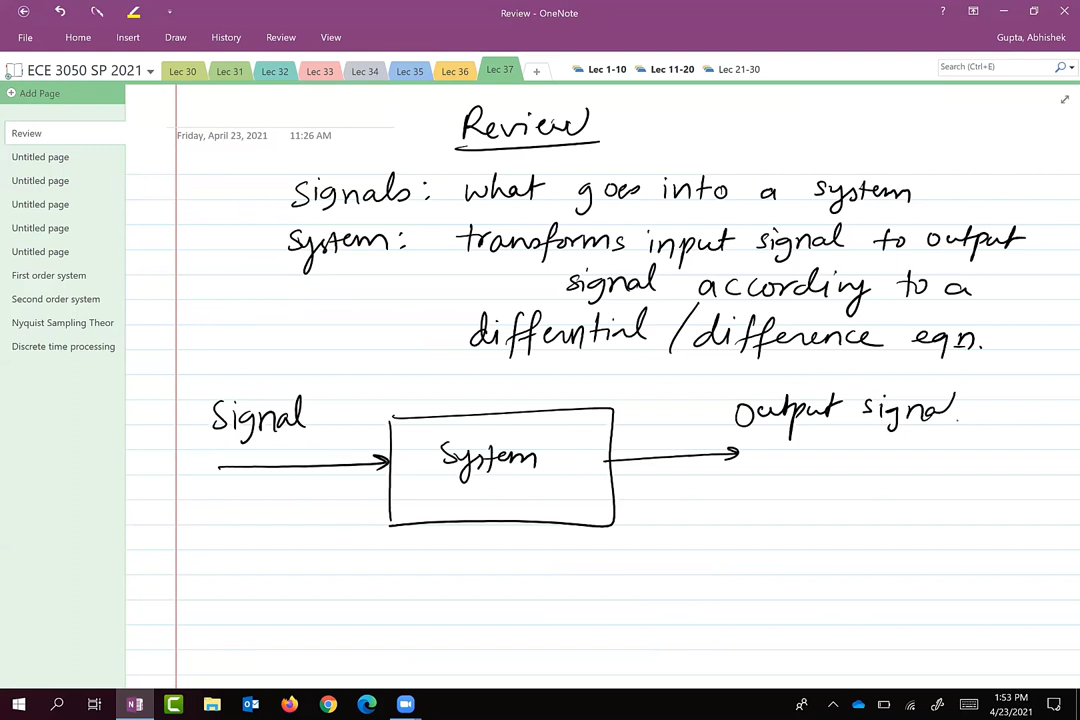 Review - OneNote
?
File Home Insert Draw History Review View
Gupta, Abhishek
ECE 3050 SP 2021 Lec 30 Lec 31 Lec 32 Lec 33 Lec 34 Lec 35 Lec 36 Lec 37 + Lec 1-10 Lec 11-20 Lec 21-30 Search (Ctrl+E)
Add Page
Review
Untitled page
Untitled page
Untitled page
Untitled page
Untitled page
First order system
Second order system
Nyquist Sampling Theor
Discrete time processing
Friday, April 23, 2021 11:26 AM
Review
Signals: what goes into a system
System: transforms input signal to output
signal according to a
differntial / difference eqn.
Signal
System
Output signal.
1:53 PM
4/23/2021